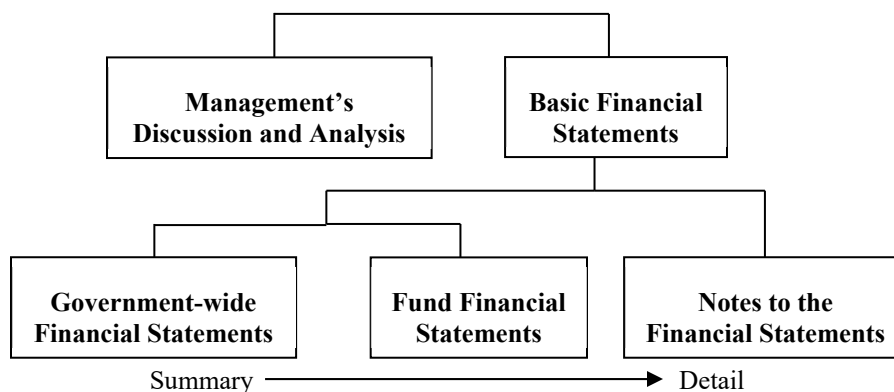 Management’s
Discussion and Analysis
Basic Financial
Statements
Government-wide
Financial Statements
Fund Financial
Statements
Notes to the
Financial Statements
Summary
Detail